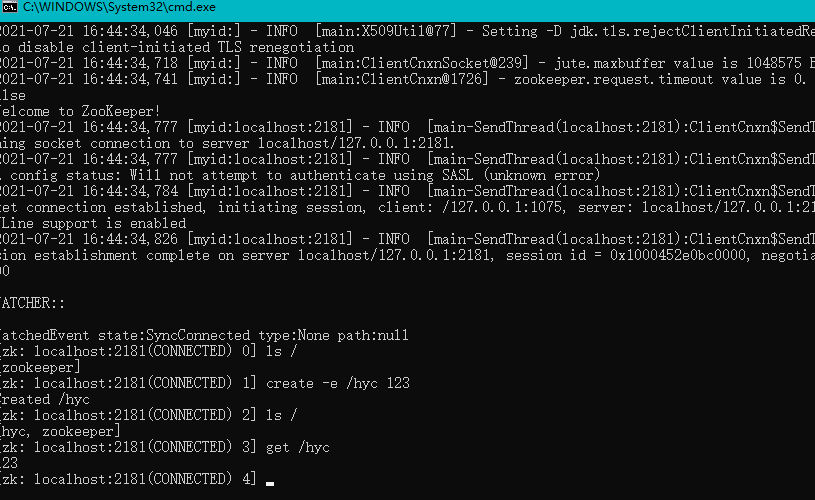 C:\WINDOWS\System32\cmd.exe
2021-07-21 16:44:34,046 [myid:] - INFO  [main:X509Util@77] - Setting -D jdk.tls.rejectClientInitiatedRe
o disable client-initiated TLS renegotiation
2021-07-21 16:44:34,718 [myid:] - INFO  [main:ClientCnxnSocket@239] - jute.maxbuffer value is 1048575 B
2021-07-21 16:44:34,741 [myid:] - INFO  [main:ClientCnxn@1726] - zookeeper.request.timeout value is 0.
alse
elcome to ZooKeeper!
2021-07-21 16:44:34,777 [myid:localhost:2181] - INFO  [main-SendThread(localhost:2181):ClientCnxn$SendT
ning socket connection to server localhost/127.0.0.1:2181.
2021-07-21 16:44:34,777 [myid:localhost:2181] - INFO  [main-SendThread(localhost:2181):ClientCnxn$SendT
. config status: Will not attempt to authenticate using SASL (unknown error)
2021-07-21 16:44:34,784 [myid:localhost:2181] - INFO  [main-SendThread(localhost:2181):ClientCnxn$SendT
et connection established, initiating session, client: /127.0.0.1:1075, server: localhost/127.0.0.1:21
Line support is enabled
2021-07-21 16:44:34,826 [myid:localhost:2181] - INFO  [main-SendThread(localhost:2181):ClientCnxn$SendT
sion establishment complete on server localhost/127.0.0.1:2181, session id = 0x1000452e0bc0000, negotia
00
ATCHER::
atchedEvent state:SyncConnected type:None path:null
[zk: localhost:2181(CONNECTED) 0] ls /
[zookeeper]
[zk: localhost:2181(CONNECTED) 1] create -e /hyc 123
Created /hyc
[zk: localhost:2181(CONNECTED) 2] ls /
[hyc, zookeeper]
[zk: localhost:2181(CONNECTED) 3] get /hyc
123
[zk: localhost:2181(CONNECTED) 4]